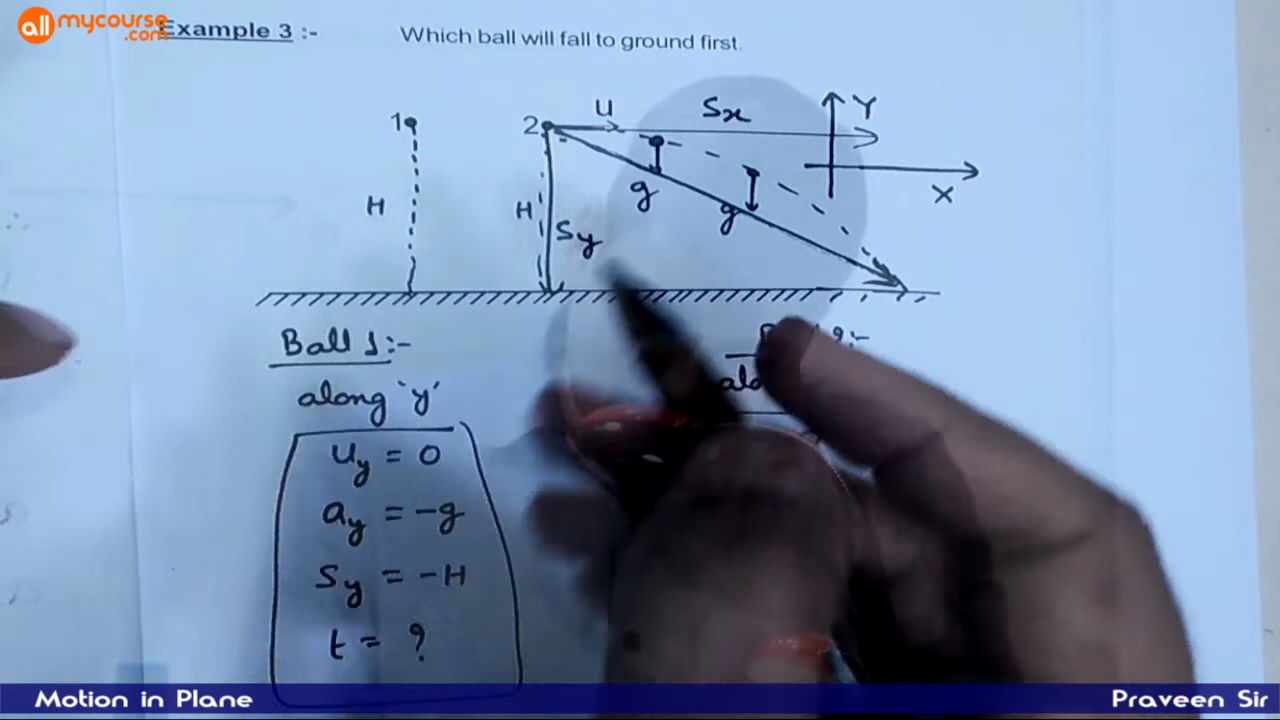 allmycourse.com
Example 3 :- Which ball will fall to ground first.
U Sx Y
1 2
g X
H H Sy g
Ball 1:-
along 'y'
uy = 0
ay = -g
Sy = -H
t = ?
Motion in Plane Praveen Sir